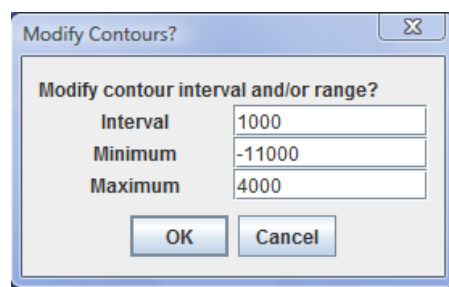 Modify Contours?
Modify contour interval and/or range?
Interval 1000
Minimum -11000
Maximum 4000
OK Cancel